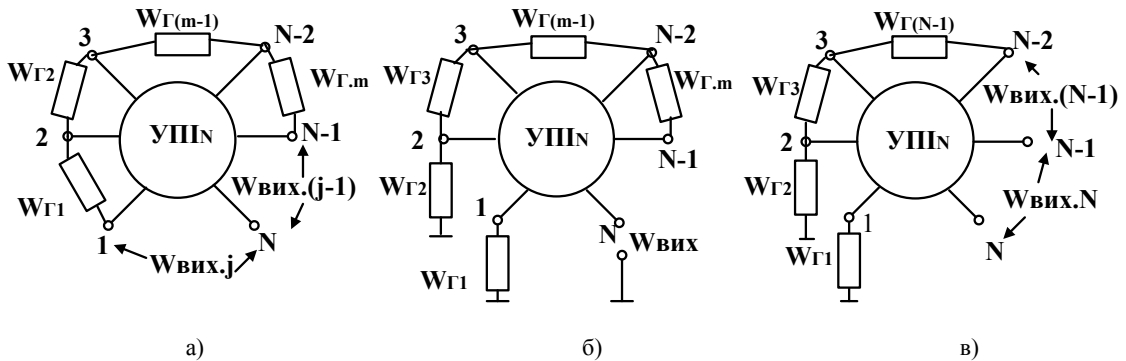 WГ(m-1)
3
N-2
WГ2
WГ.m
2
УПІN
N-1
WГ1
Wвих.(j-1)
1
N
Wвих.j
а)
WГ(m-1)
3
N-2
WГ3
WГ.m
2
УПІN
N-1
WГ2
1
N
Wвих
WГ1
б)
WГ(N-1)
3
N-2
WГ3
Wвих.(N-1)
2
УПІN
N-1
WГ2
Wвих.N
1
N
WГ1
в)